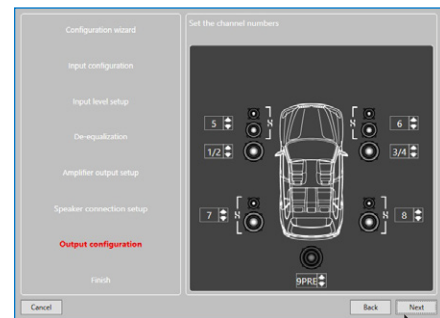 Configuration wizard
Set the channel numbers
Input configuration
Input level setup
De-equalization
Amplifier output setup
Speaker connection setup
Output configuration
Finish
5
6
1/2
3/4
7
8
9PRE
Cancel
Back
Next